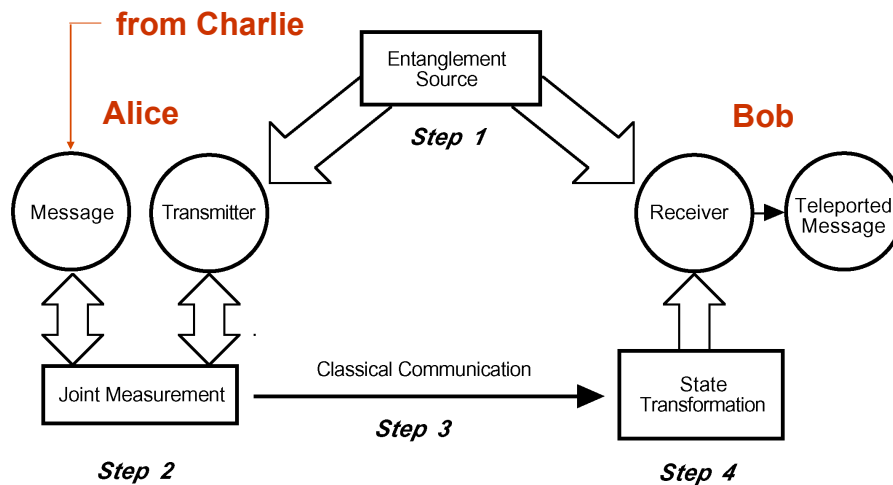 from Charlie
Entanglement
Source
Alice
Step 1
Bob
Message
Transmitter
Receiver
Teleported
Message
Joint Measurement
Classical Communication
Step 3
State
Transformation
Step 2
Step 4